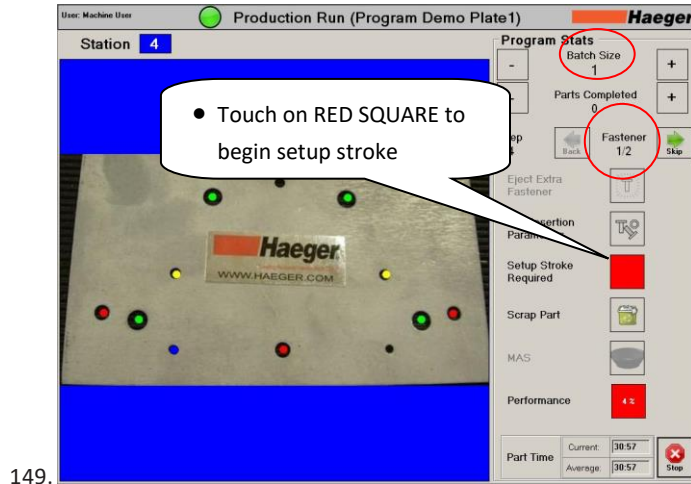 User: Machine User
Production Run (Program Demo Plate1)
Haeger
Station 4
Program Stats
Batch Size
- 1 +
Parts Completed
- 0 +
• Touch on RED SQUARE to
begin setup stroke
Fastener
4 Back 1/2 Skip
Eject Extra
Fastener
Setup Stroke
Required
Scrap Part
MAS
Performance 4 %
Part Time
Current: 30:57
Average: 30:57
Stop
Haeger
WWW.HAEGER.COM
149.